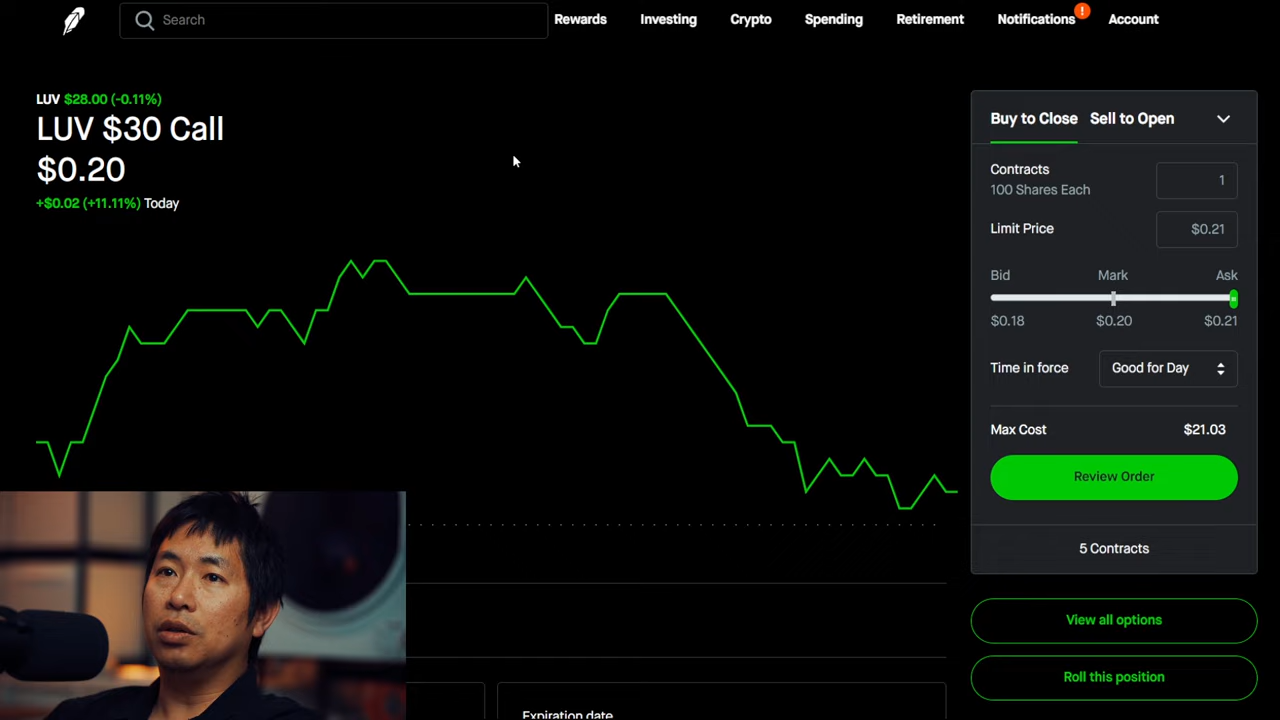 Search
Rewards
Investing
Crypto
Spending
Retirement
Notifications
!
Account
LUV $28.00 (-0.11%)
LUV $30 Call
$0.20
+$0.02 (+11.11%) Today
Buy to Close
Sell to Open
Contracts
1
100 Shares Each
Limit Price
$0.21
Bid
Mark
Ask
$0.18
$0.20
$0.21
Time in force
Good for Day
Max Cost
$21.03
Review Order
5 Contracts
View all options
Roll this position
Expiration date